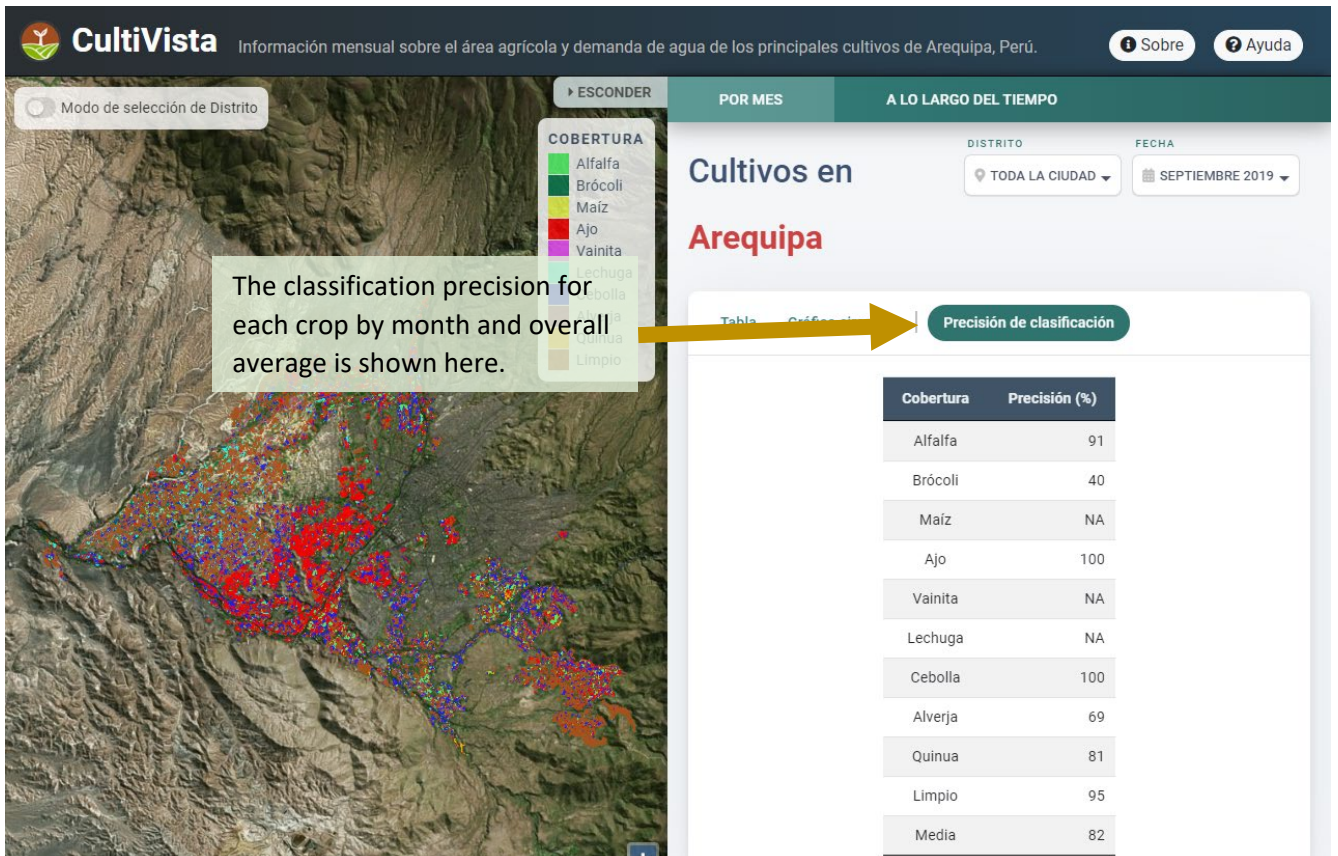 CultiVista
Información mensual sobre el área agrícola y demanda de agua de los principales cultivos de Arequipa, Perú.
Sobre
Ayuda
Modo de selección de Distrito
ESCONDER
COBERTURA
Alfalfa
Brócoli
Maíz
Ajo
Vainita
Lechuga
Cebolla
Alverja
Quinua
Limpio
The classification precision for
each crop by month and overall
average is shown here.
POR MES
A LO LARGO DEL TIEMPO
Cultivos en
Arequipa
DISTRITO
TODA LA CIUDAD
FECHA
SEPTIEMBRE 2019
Tabla
Gráfico
Precisión de clasificación
Cobertura Precisión (%)
Alfalfa 91
Brócoli 40
Maíz NA
Ajo 100
Vainita NA
Lechuga NA
Cebolla 100
Alverja 69
Quinua 81
Limpio 95
Media 82